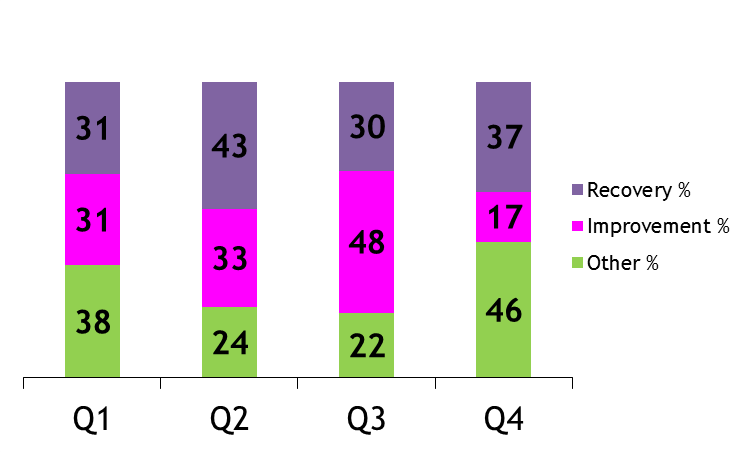 31 43 30 37
31 33 48 17
38 24 22 46
Q1 Q2 Q3 Q4
Recovery %
Improvement %
Other %